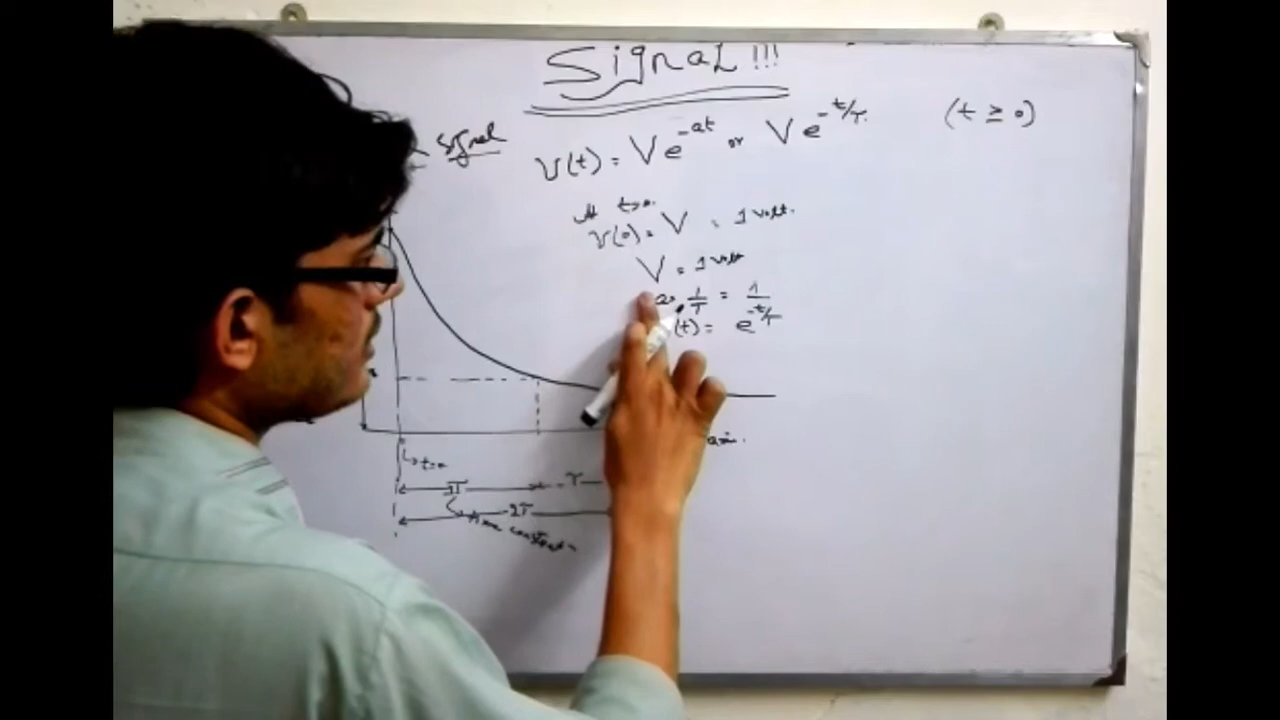 Signal !!!
Signal
v(t) = Ve^-at or Ve^-t/τ (t ≥ 0)
At t=0
v(0) = V = 1 volt.
V = 1 volt
a = 1/τ = 1/τ
(t) = e^-t/τ
axis.
t=0
τ τ
2τ
time constant